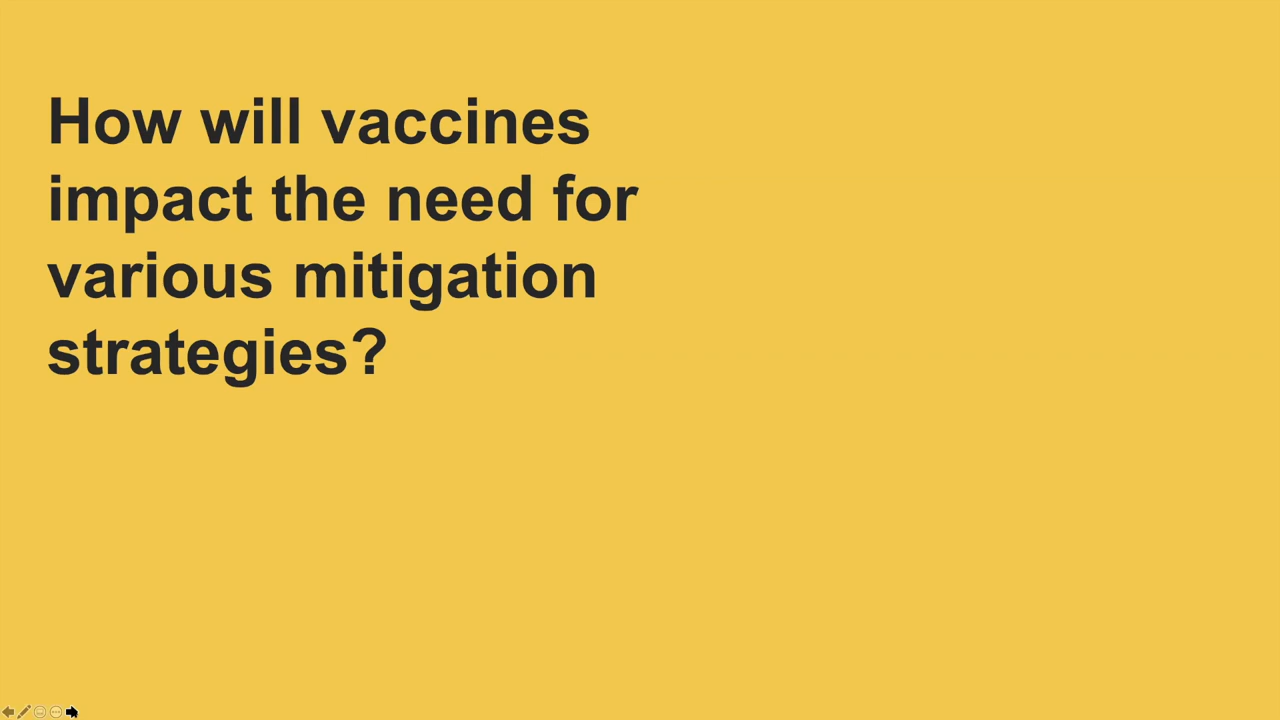 How will vaccines
impact the need for
various mitigation
strategies?